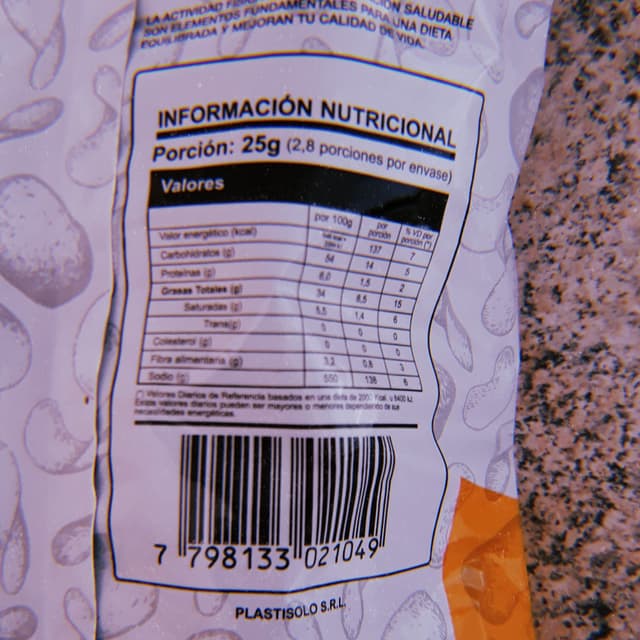 LA ACTIVIDAD SALUDABLE
SON ELEMENTOS FUNDAMENTALES PARA UNA DIETA
EQUILIBRADA Y MEJORAN TU CALIDAD DE VIDA.
INFORMACIÓN NUTRICIONAL
Porción: 25g (2,8 porciones por envase)
Valores
por 100g por porción % VD por porción (*)
Valor energético (kcal) 137 7
Carbohidratos (g) 54 14 5
Proteínas (g) 6,0 1,5 2
Grasas Totales (g) 34 8,5 15
Saturadas (g) 5,5 1,4 6
Trans(g) 0 0
Colesterol (g) 0 0 0
Fibra alimentaria (g) 0,8 3
Sodio (g) 550 138 6
Valores Diarios de Referencia basados en una dieta de 2000 Kcal. u 8400 kJ.
valores diarios pueden ser mayores o menores dependiendo de sus
necesidades energéticas.
7 798133 021049
PLASTISOLO S.R.L.